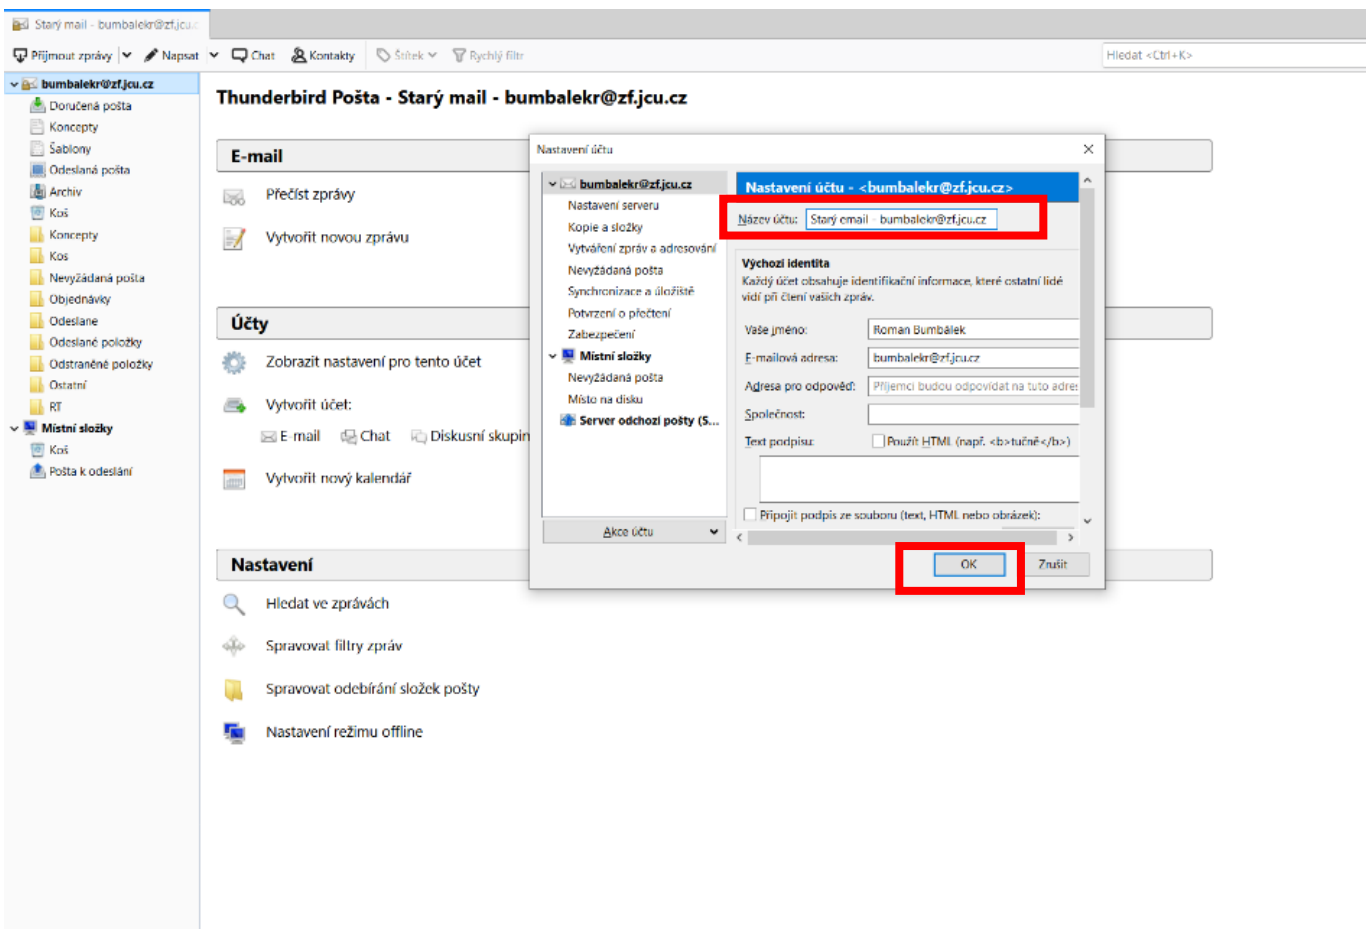 Starý mail - bumbalekr@zf.jcu.c
Přijmout zprávy Napsat Chat Kontakty Štítek Rychlý filtr Hledat <Ctrl+K>
bumbalekr@zf.jcu.cz
Doručená pošta
Koncepty
Šablony
Odeslaná pošta
Archiv
Koš
Koncepty
Kos
Nevyžádaná pošta
Objednávky
Odeslane
Odeslané položky
Odstraněné položky
Ostatní
RT
Místní složky
Koš
Pošta k odeslání
Thunderbird Pošta - Starý mail - bumbalekr@zf.jcu.cz
E-mail
Přečíst zprávy
Vytvořit novou zprávu
Účty
Zobrazit nastavení pro tento účet
Vytvořit účet:
E-mail Chat Diskusní skupin
Vytvořit nový kalendář
Nastavení
Hledat ve zprávách
Spravovat filtry zpráv
Spravovat odebírání složek pošty
Nastavení režimu offline
Nastavení účtu
bumbalekr@zf.jcu.cz
Nastavení serveru
Kopie a složky
Vytváření zpráv a adresování
Nevyžádaná pošta
Synchronizace a úložiště
Potvrzení o přečtení
Zabezpečení
Místní složky
Nevyžádaná pošta
Místo na disku
Server odchozí pošty (5...
Akce účtu
Nastavení účtu - <bumbalekr@zf.jcu.cz>
Název účtu: Starý email - bumbalekr@zf.jcu.cz
Výchozí identita
Každý účet obsahuje identifikační informace, které ostatní lidé
vidí při čtení vašich zpráv.
Vaše jméno: Roman Bumbálek
E-mailová adresa: bumbalekr@zf.jcu.cz
Adresa pro odpověď: Příjemci budou odpovídat na tuto adres
Společnost:
Text podpisu: Použít HTML (např. <b>tučně</b>)
Připojit podpis ze souboru (text, HTML nebo obrázek):
OK Zrušit